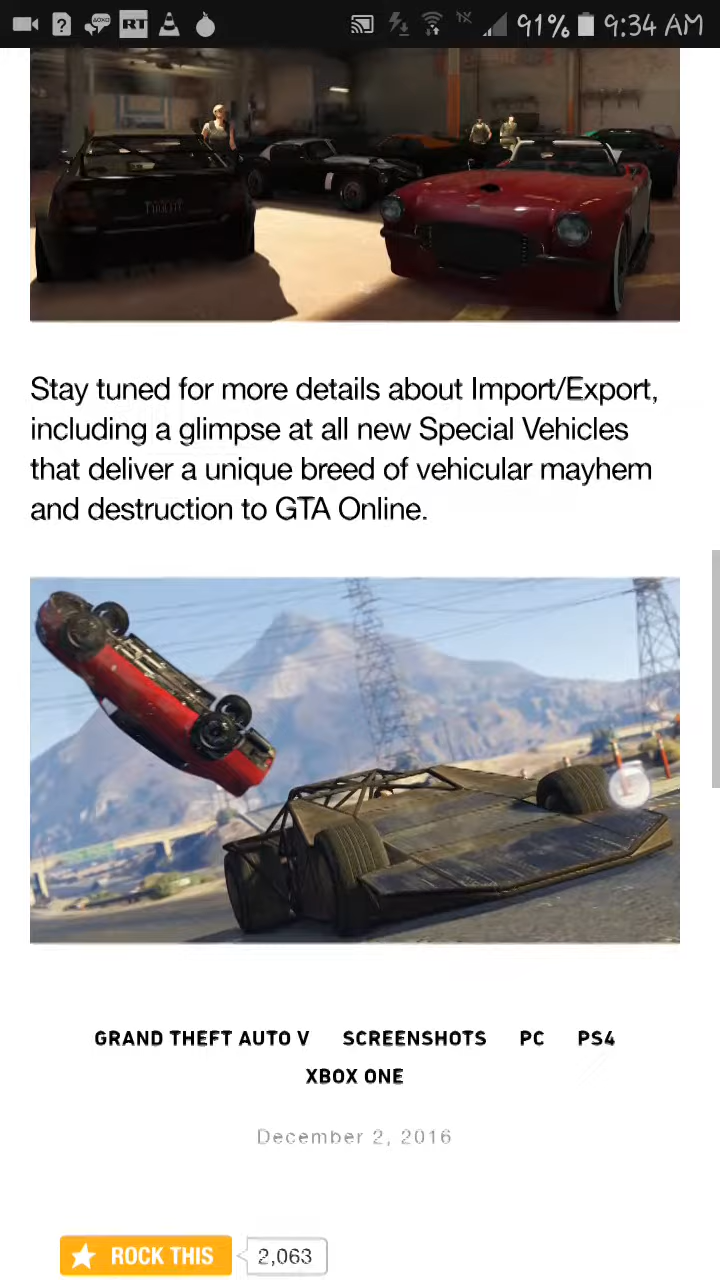 RT 91% 9:34 AM
Stay tuned for more details about Import/Export,
including a glimpse at all new Special Vehicles
that deliver a unique breed of vehicular mayhem
and destruction to GTA Online.
GRAND THEFT AUTO V SCREENSHOTS PC PS4
XBOX ONE
December 2, 2016
ROCK THIS 2,063